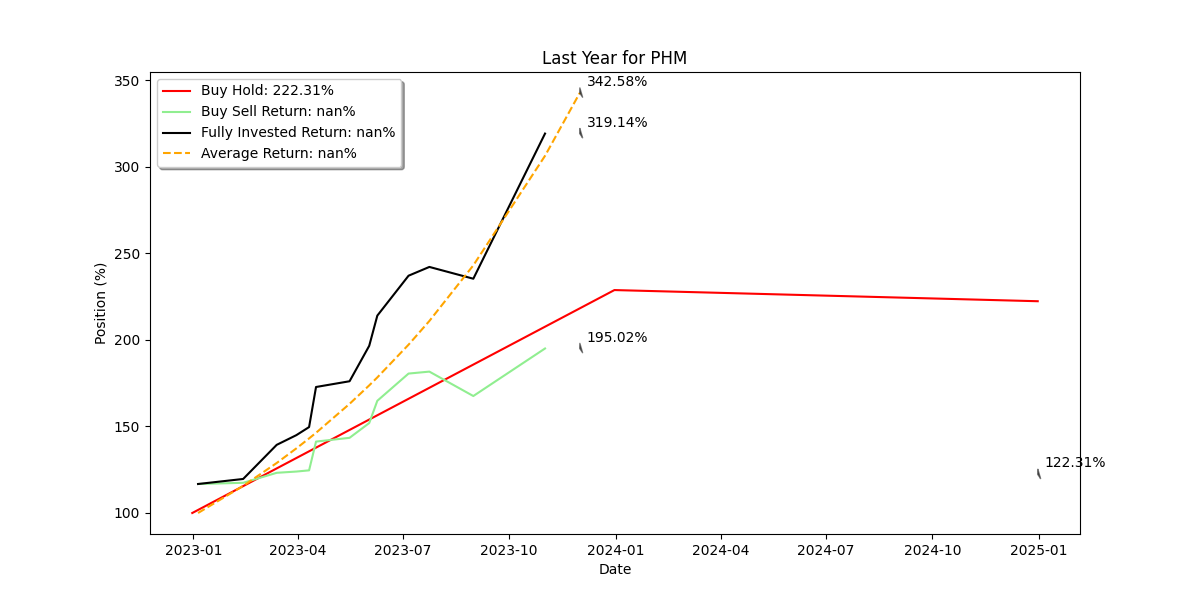 Last Year for PHM
Buy Hold: 222.31%
Buy Sell Return: nan%
Fully Invested Return: nan%
Average Return: nan%
342.58%
319.14%
195.02%
122.31%
350
300
250
200
150
100
Position (%)
2023-01 2023-04 2023-07 2023-10 2024-01 2024-04 2024-07 2024-10 2025-01
Date